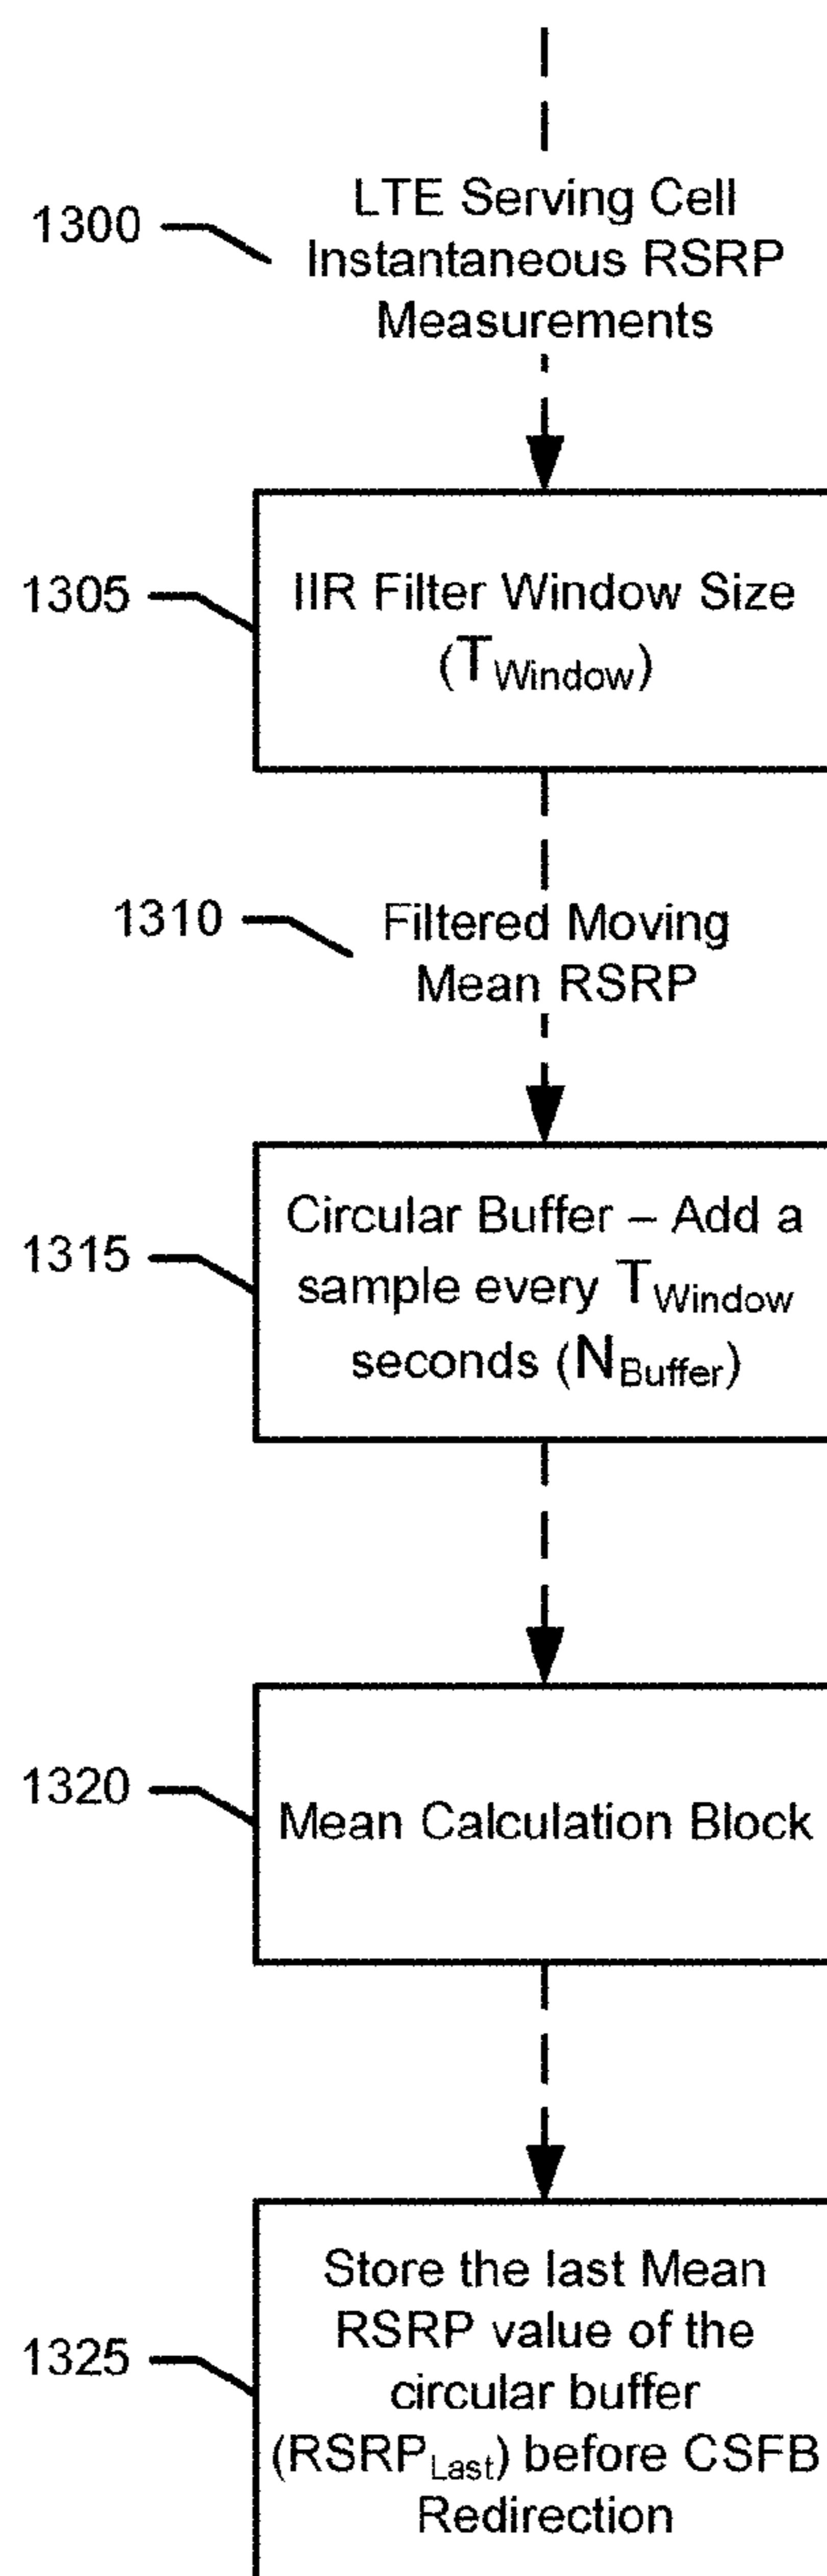 LTE Serving Cell
1300
Instantaneous RSRP
Measurements
1305
IIR Filter Window Size
(TWindow)
1310
Filtered Moving
Mean RSRP
1315
Circular Buffer – Add a
sample every TWindow
seconds (NBuffer)
1320
Mean Calculation Block
1325
Store the last Mean
RSRP value of the
circular buffer
(RSRPLast) before CSFB
Redirection